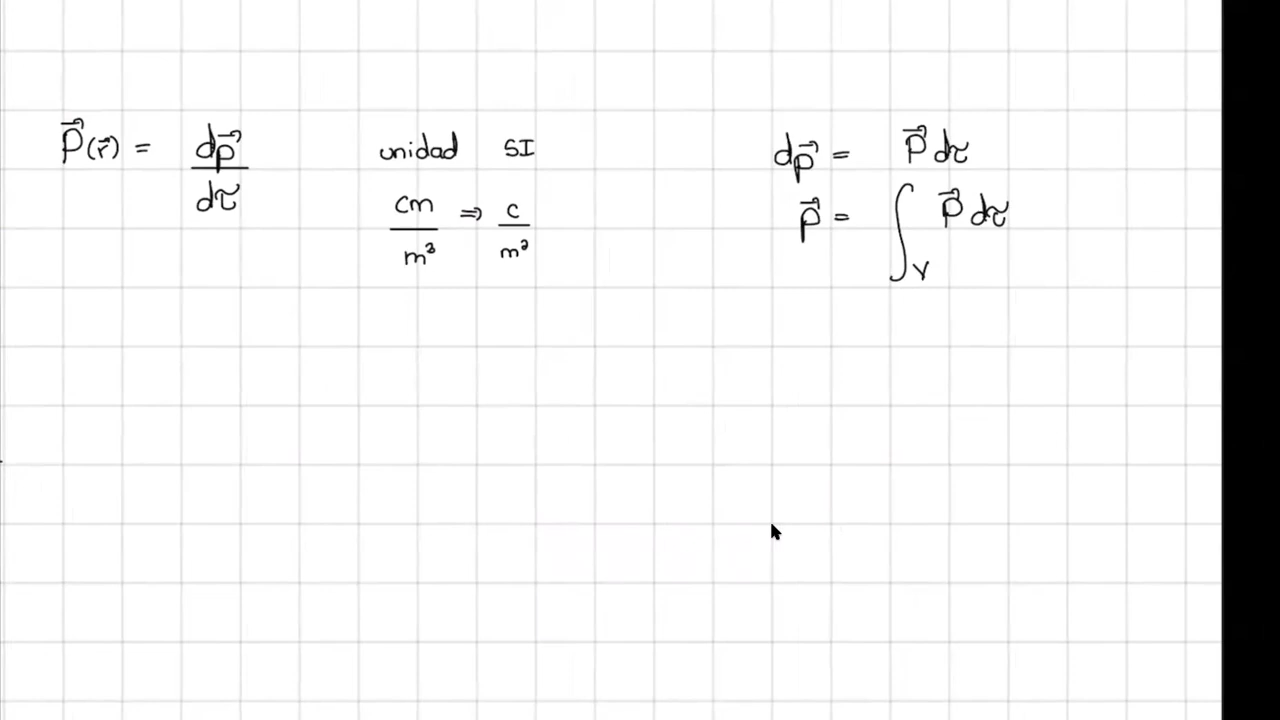 P⃗(r⃗) = dp⃗/dτ
unidad SI
cm/m³ ⇒ c/m²
dp⃗ = P⃗ dτ
p⃗ = ∫_V P⃗ dτ